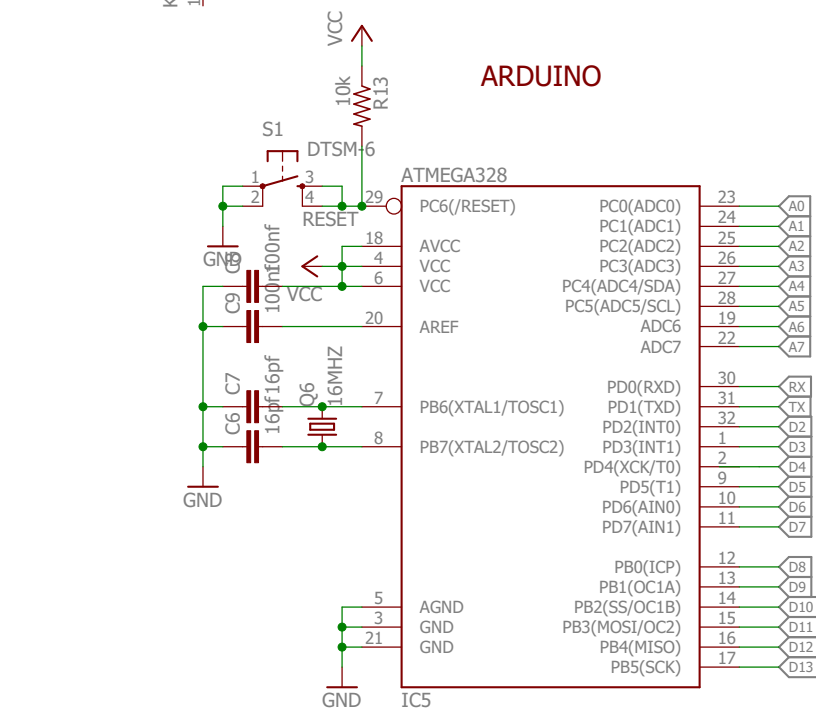 K
1
VCC
10k
R13
ARDUINO
S1
DTSM-6
1
3
2
4
RESET
GND
ATMEGA328
29 PC6(/RESET)
18 AVCC
4 VCC
6 VCC
20 AREF
7 PB6(XTAL1/TOSC1)
8 PB7(XTAL2/TOSC2)
5 AGND
3 GND
21 GND
PC0(ADC0) 23 A0
PC1(ADC1) 24 A1
PC2(ADC2) 25 A2
PC3(ADC3) 26 A3
PC4(ADC4/SDA) 27 A4
PC5(ADC5/SCL) 28 A5
ADC6 19 A6
ADC7 22 A7
PD0(RXD) 30 RX
PD1(TXD) 31 TX
PD2(INT0) 32 D2
PD3(INT1) 1 D3
PD4(XCK/T0) 2 D4
PD5(T1) 9 D5
PD6(AIN0) 10 D6
PD7(AIN1) 11 D7
PB0(ICP) 12 D8
PB1(OC1A) 13 D9
PB2(SS/OC1B) 14 D10
PB3(MOSI/OC2) 15 D11
PB4(MISO) 16 D12
PB5(SCK) 17 D13
100nf
VCC
C9
100nf
C7
16pf
C6
16pf
Q6
16MHZ
GND
GND
IC5